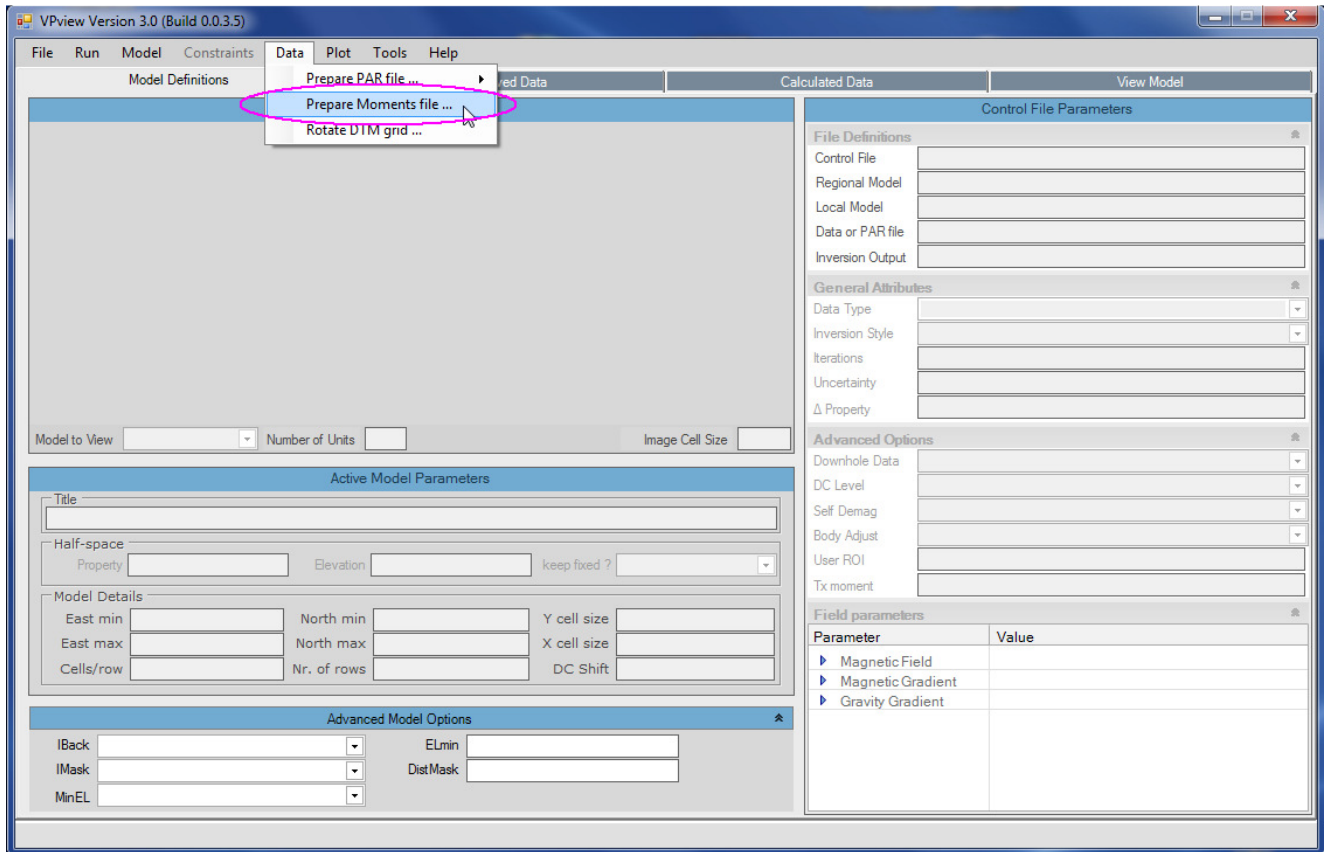 VPview Version 3.0 (Build 0.0.3.5)
File Run Model Constraints Data Plot Tools Help
Model Definitions
Prepare PAR file ...
Prepare Moments file ...
Rotate DTM grid ...
Data
Calculated Data
View Model
Model to View
Number of Units
Image Cell Size
Active Model Parameters
Title
Half-space
Property
Elevation
keep fixed ?
Model Details
East min
North min
Y cell size
East max
North max
X cell size
Cells/row
Nr. of rows
DC Shift
Advanced Model Options
IBack
ELmin
IMask
DistMask
MinEL
Control File Parameters
File Definitions
Control File
Regional Model
Local Model
Data or PAR file
Inversion Output
General Attributes
Data Type
Inversion Style
Iterations
Uncertainty
Δ Property
Advanced Options
Downhole Data
DC Level
Self Demag
Body Adjust
User ROI
Tx moment
Field parameters
Parameter Value
Magnetic Field
Magnetic Gradient
Gravity Gradient